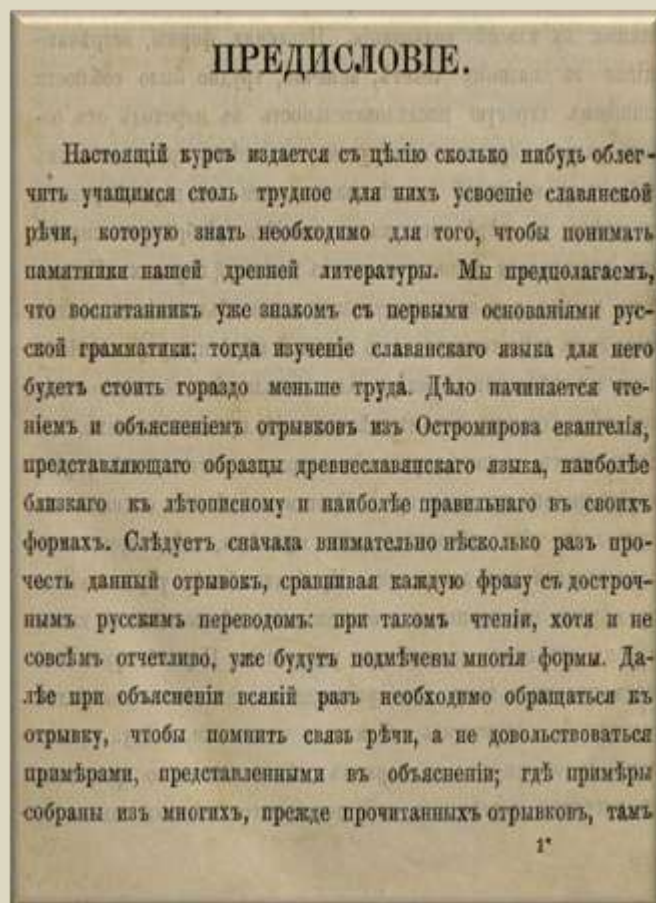 ПРЕДИСЛОВІЕ.
Настоящій курсъ издается съ цѣлію сколько нибудь облег-
чить учащимся столь трудное для нихъ усвоеніе славянской
рѣчи, которую знать необходимо для того, чтобы понимать
памятники нашей древней литературы. Мы предполагаемъ,
что воспитанникъ уже знакомъ съ первыми основаніями рус-
ской грамматики: тогда изученіе славянскаго языка для него
будетъ стоить гораздо меньше труда. Дѣло начинается чте-
ніемъ и объясненіемъ отрывковъ изъ Остромирова евангелія,
представляющаго образцы древнеславянскаго языка, наиболѣе
близкаго къ лѣтописному и наиболѣе правильнаго въ своихъ
формахъ. Слѣдуетъ сначала внимательно нѣсколько разъ про-
честь данный отрывокъ, сравнивая каждую фразу съ достроч-
нымъ русскимъ переводомъ: при такомъ чтеніи, хотя и не
совсѣмъ отчетливо, уже будутъ подмѣчены многія формы. Да-
лѣе при объясненіи всякій разъ необходимо обращаться къ
отрывку, чтобы помнить связь рѣчи, а не довольствоваться
примѣрами, представленными въ объясненіи; гдѣ примѣры
собраны изъ многихъ, прежде прочитанныхъ отрывковъ, тамъ
1*